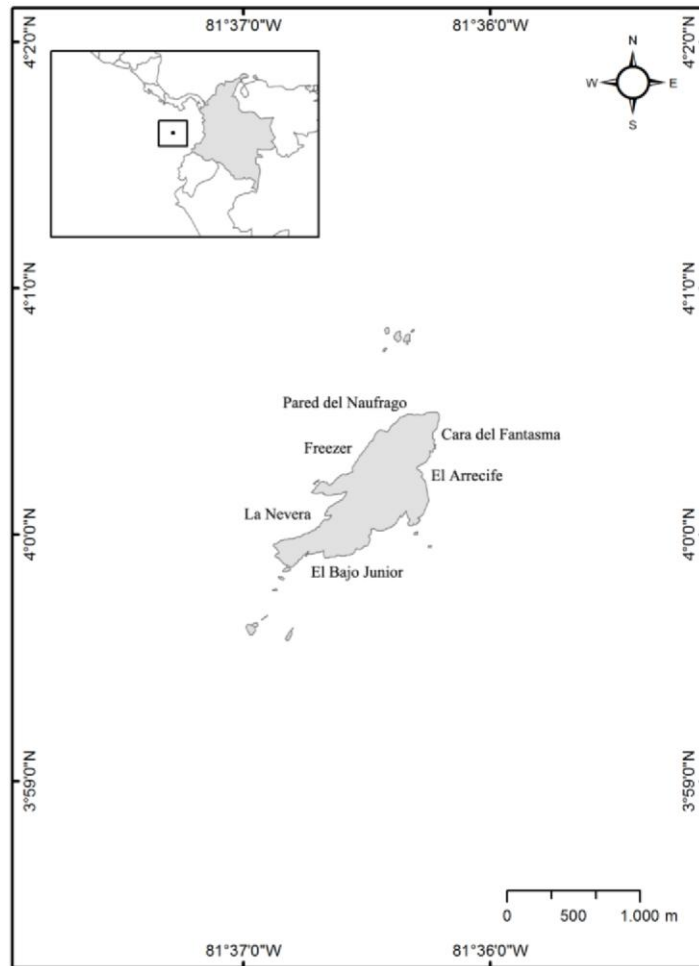 81°37'0"W
81°36'0"W
4°2'0"N
4°2'0"N
N
W
E
S
4°1'0"N
4°1'0"N
Pared del Naufrago
Cara del Fantasma
Freezer
El Arrecife
La Nevera
4°0'0"N
4°0'0"N
El Bajo Junior
3°59'0"N
3°59'0"N
0
500
1.000 m
81°37'0"W
81°36'0"W